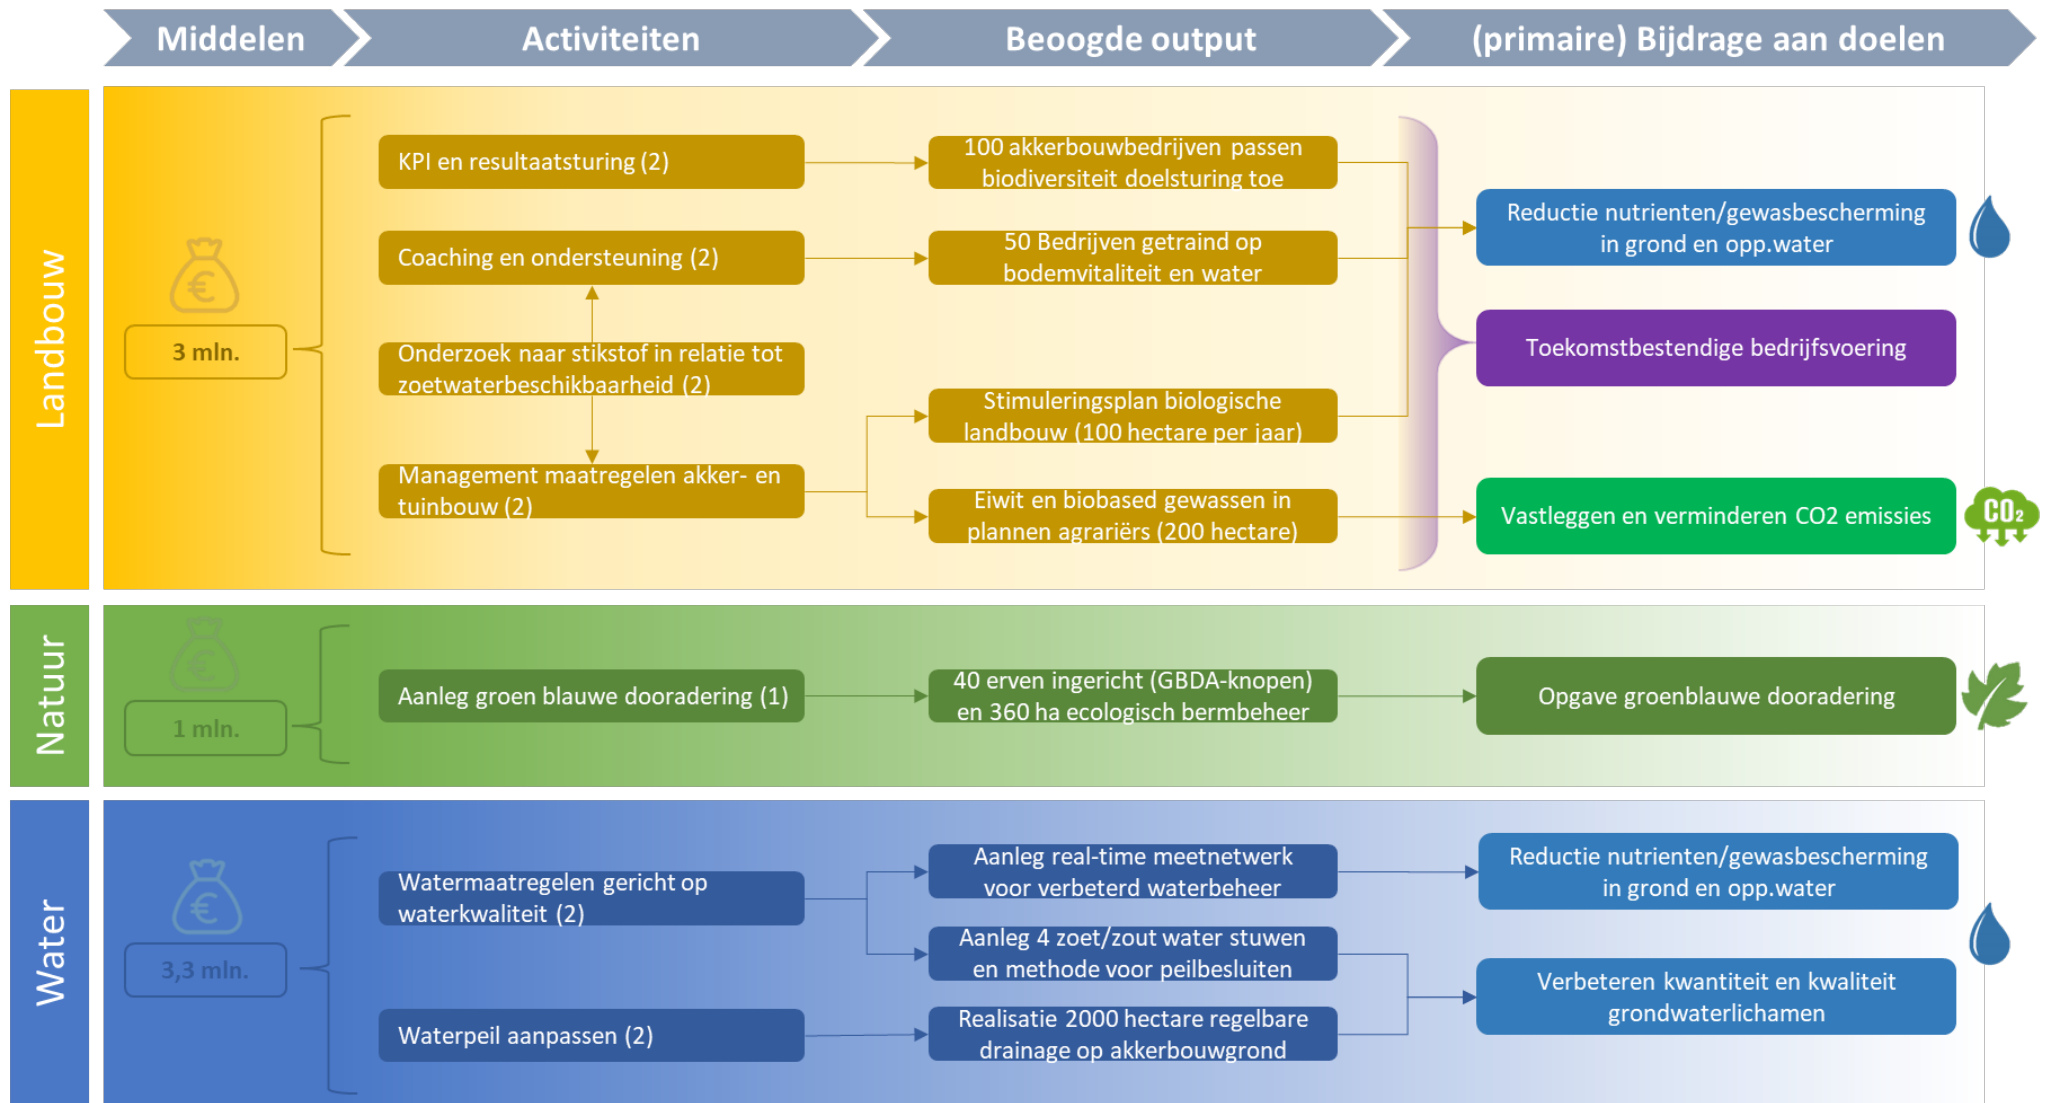 Middelen
Activiteiten
Beoogde output
(primaire) Bijdrage aan doelen
Landbouw
€
3 mln.
KPI en resultaatsturing (2)
Coaching en ondersteuning (2)
Onderzoek naar stikstof in relatie tot
zoetwaterbeschikbaarheid (2)
Management maatregelen akker- en
tuinbouw (2)
100 akkerbouwbedrijven passen
biodiversiteit doelsturing toe
50 Bedrijven getraind op
bodemvitaliteit en water
Stimuleringsplan biologische
landbouw (100 hectare per jaar)
Eiwit en biobased gewassen in
plannen agrariërs (200 hectare)
Reductie nutrienten/gewasbescherming
in grond en opp.water
Toekomstbestendige bedrijfsvoering
Vastleggen en verminderen CO2 emissies
CO2
Natuur
€
1 mln.
Aanleg groen blauwe dooradering (1)
40 erven ingericht (GBDA-knopen)
en 360 ha ecologisch bermbeheer
Opgave groenblauwe dooradering
Water
€
3,3 mln.
Watermaatregelen gericht op
waterkwaliteit (2)
Waterpeil aanpassen (2)
Aanleg real-time meetnetwerk
voor verbeterd waterbeheer
Aanleg 4 zoet/zout water stuwen
en methode voor peilbesluiten
Realisatie 2000 hectare regelbare
drainage op akkerbouwgrond
Reductie nutrienten/gewasbescherming
in grond en opp.water
Verbeteren kwantiteit en kwaliteit
grondwaterlichamen